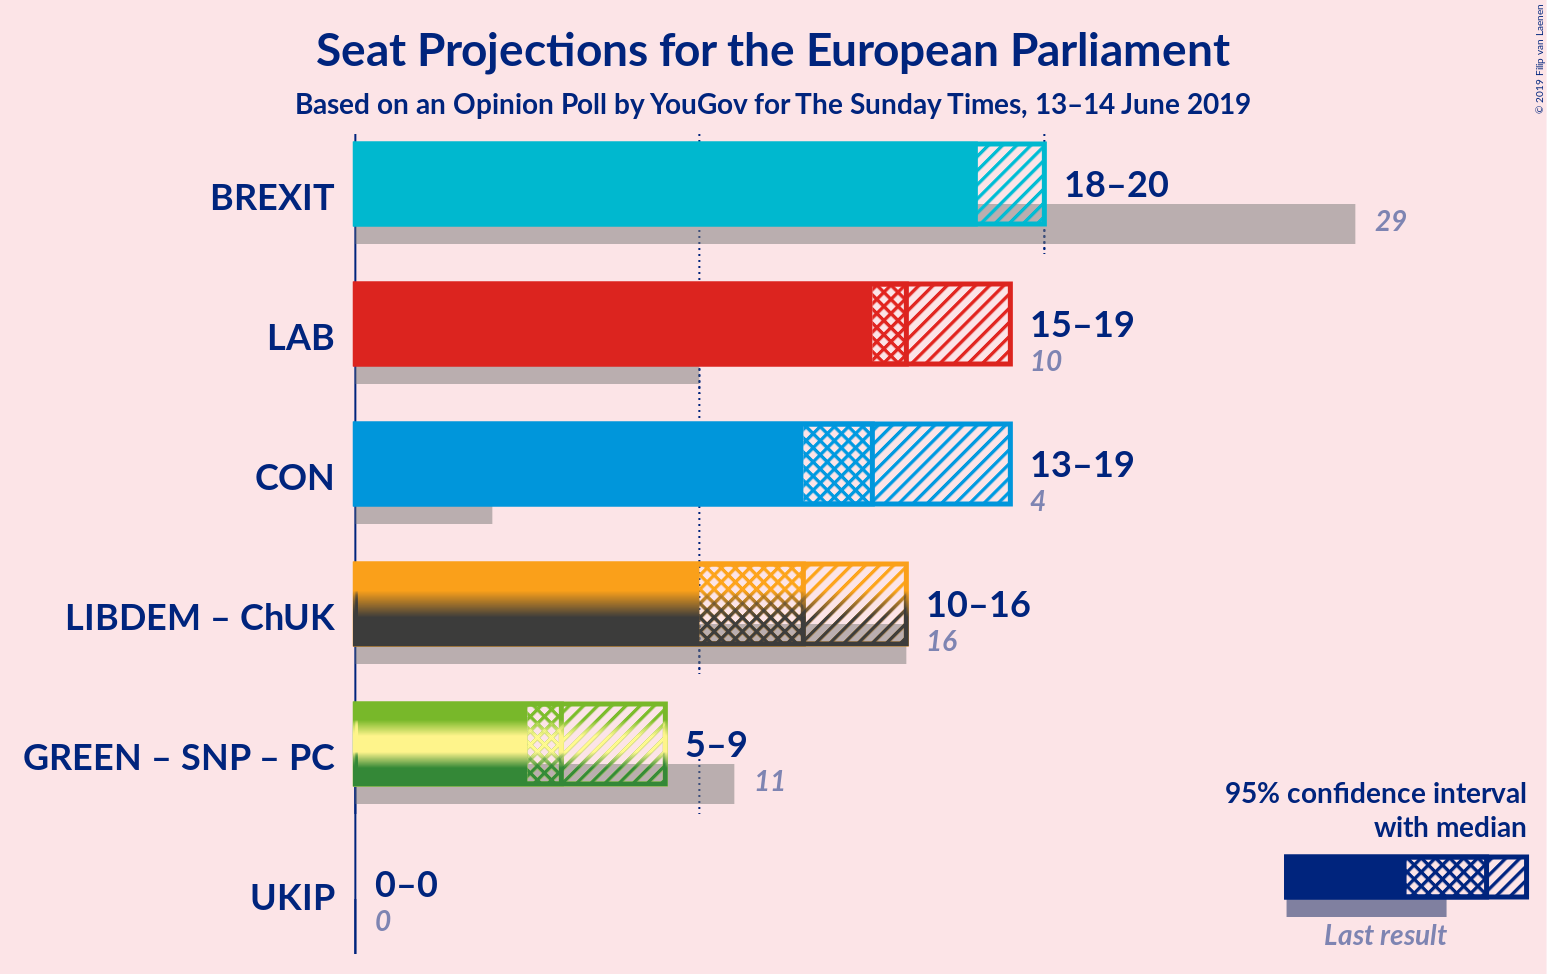 Seat Projections for the European Parliament
Based on an Opinion Poll by YouGov for The Sunday Times, 13–14 June 2019
© 2019 Filip van Laenen
BREXIT
18–20
29
LAB
15–19
10
CON
13–19
4
LIBDEM – ChUK
10–16
16
GREEN – SNP – PC
5–9
11
UKIP
0–0
0
95% confidence interval
with median
Last result